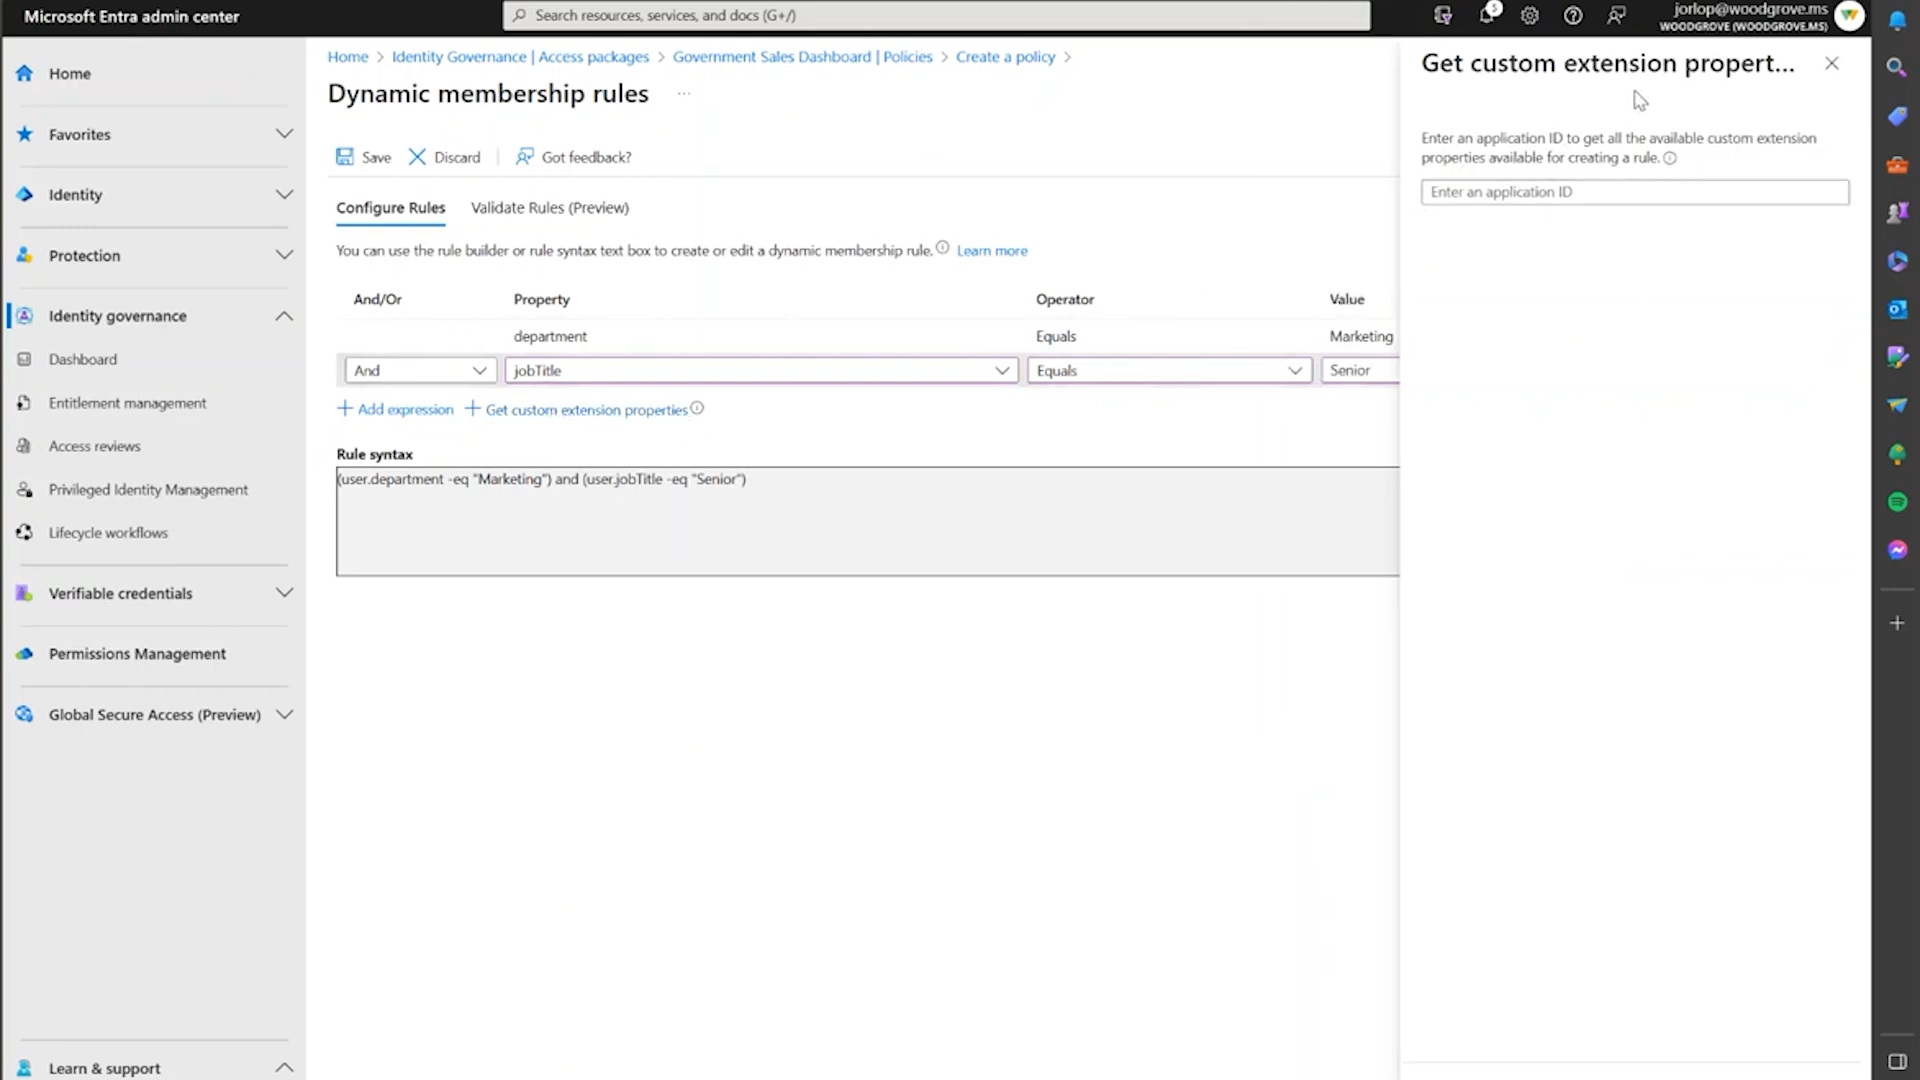 Microsoft Entra admin center
Search resources, services, and docs (G+/)
5
jorlop@woodgrove.ms
WOODGROVE (WOODGROVE.MS)
Home
Favorites
Identity
Protection
Identity governance
Dashboard
Entitlement management
Access reviews
Privileged Identity Management
Lifecycle workflows
Verifiable credentials
Permissions Management
Global Secure Access (Preview)
Learn & support
Home > Identity Governance | Access packages > Government Sales Dashboard | Policies > Create a policy >
Dynamic membership rules ...
Save Discard Got feedback?
Configure Rules Validate Rules (Preview)
You can use the rule builder or rule syntax text box to create or edit a dynamic membership rule. Learn more
And/Or Property Operator Value
department Equals Marketing
And jobTitle Equals Senior
+ Add expression + Get custom extension properties
Rule syntax
(user.department -eq "Marketing") and (user.jobTitle -eq "Senior")
Get custom extension propert...
Enter an application ID to get all the available custom extension
properties available for creating a rule.
Enter an application ID